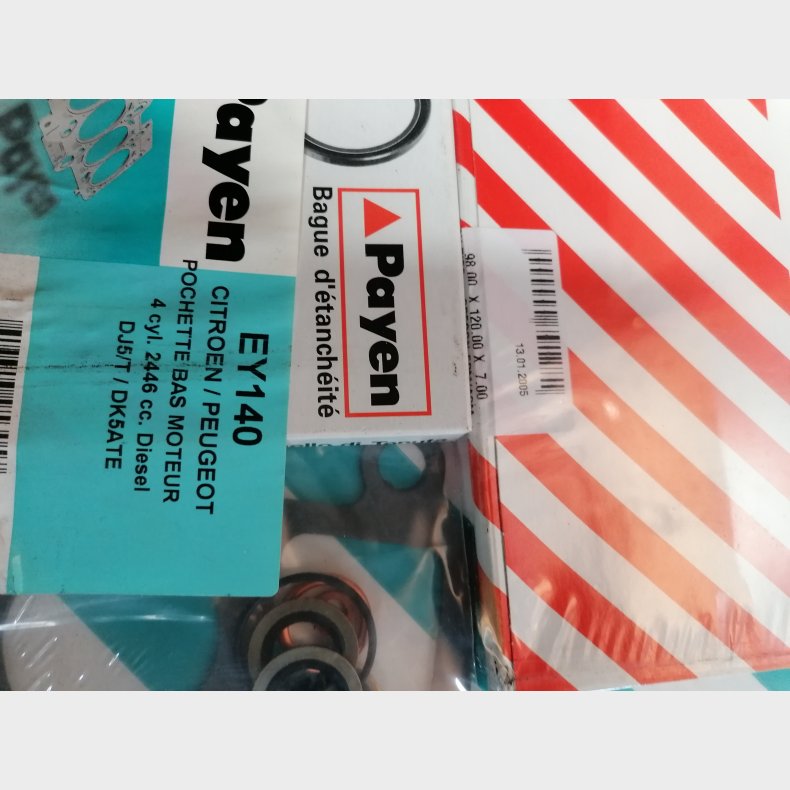 Payen
Payen
EY140
CITROEN / PEUGEOT
POCHETTE BAS MOTEUR
4 cyl. 2446 cc. Diesel
DJ5/T / DK5ATE
Payen
Bague d'étanchéité
98.00 X 120.00 X 7.00
13.01.2005